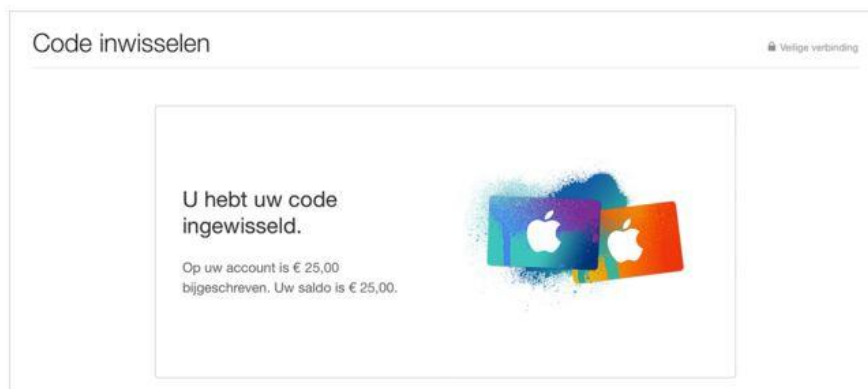 Code inwisselen
Veilige verbinding
U hebt uw code
ingewisseld.
Op uw account is € 25,00
bijgeschreven. Uw saldo is € 25,00.